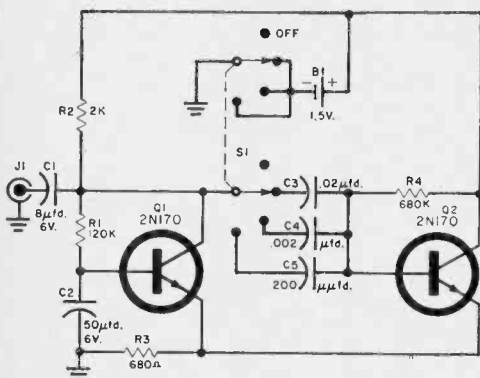 OFF
B1
- +
1.5V.
R2 2K
S1
J1
C1
8µfd.
6V.
R1
120K
Q1
2N170
C3 .02µfd.
C4
.002 µfd.
C5
200 µµfd
R4
680K
Q2
2N170
C2
50µfd.
6V.
R3
680Ω